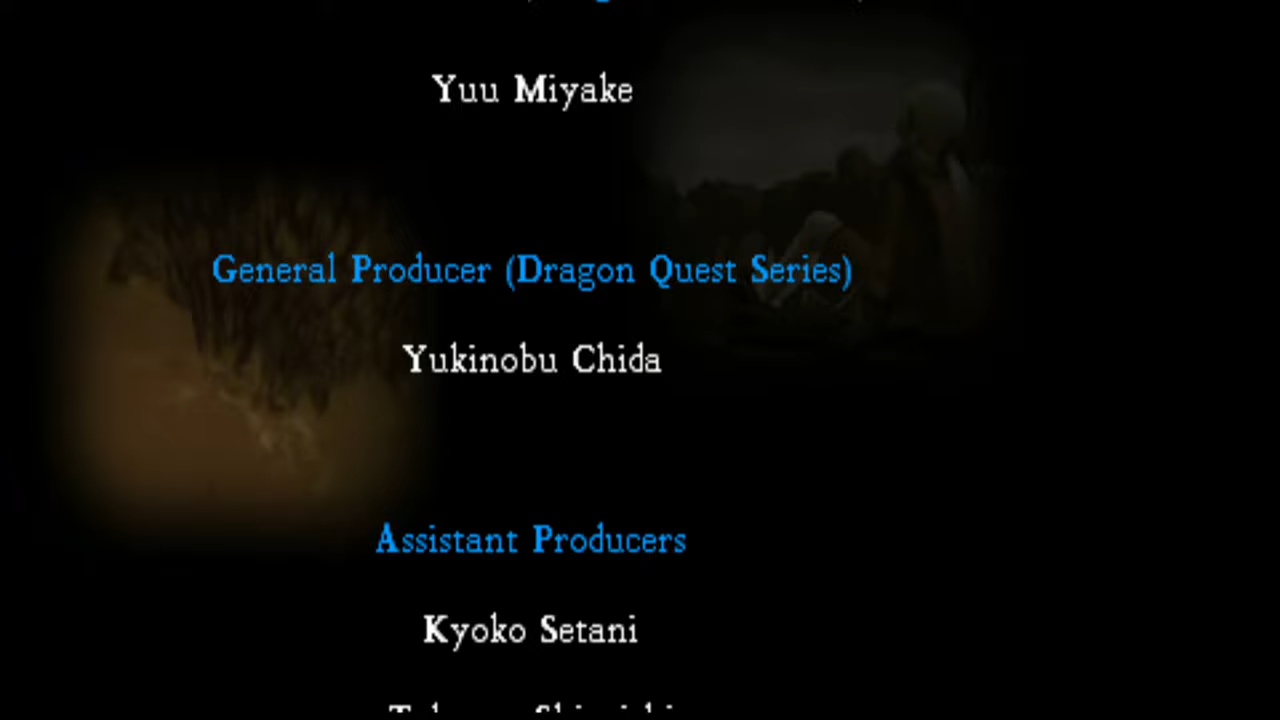 Yuu Miyake
General Producer (Dragon Quest Series)
Yukinobu Chida
Assistant Producers
Kyoko Setani